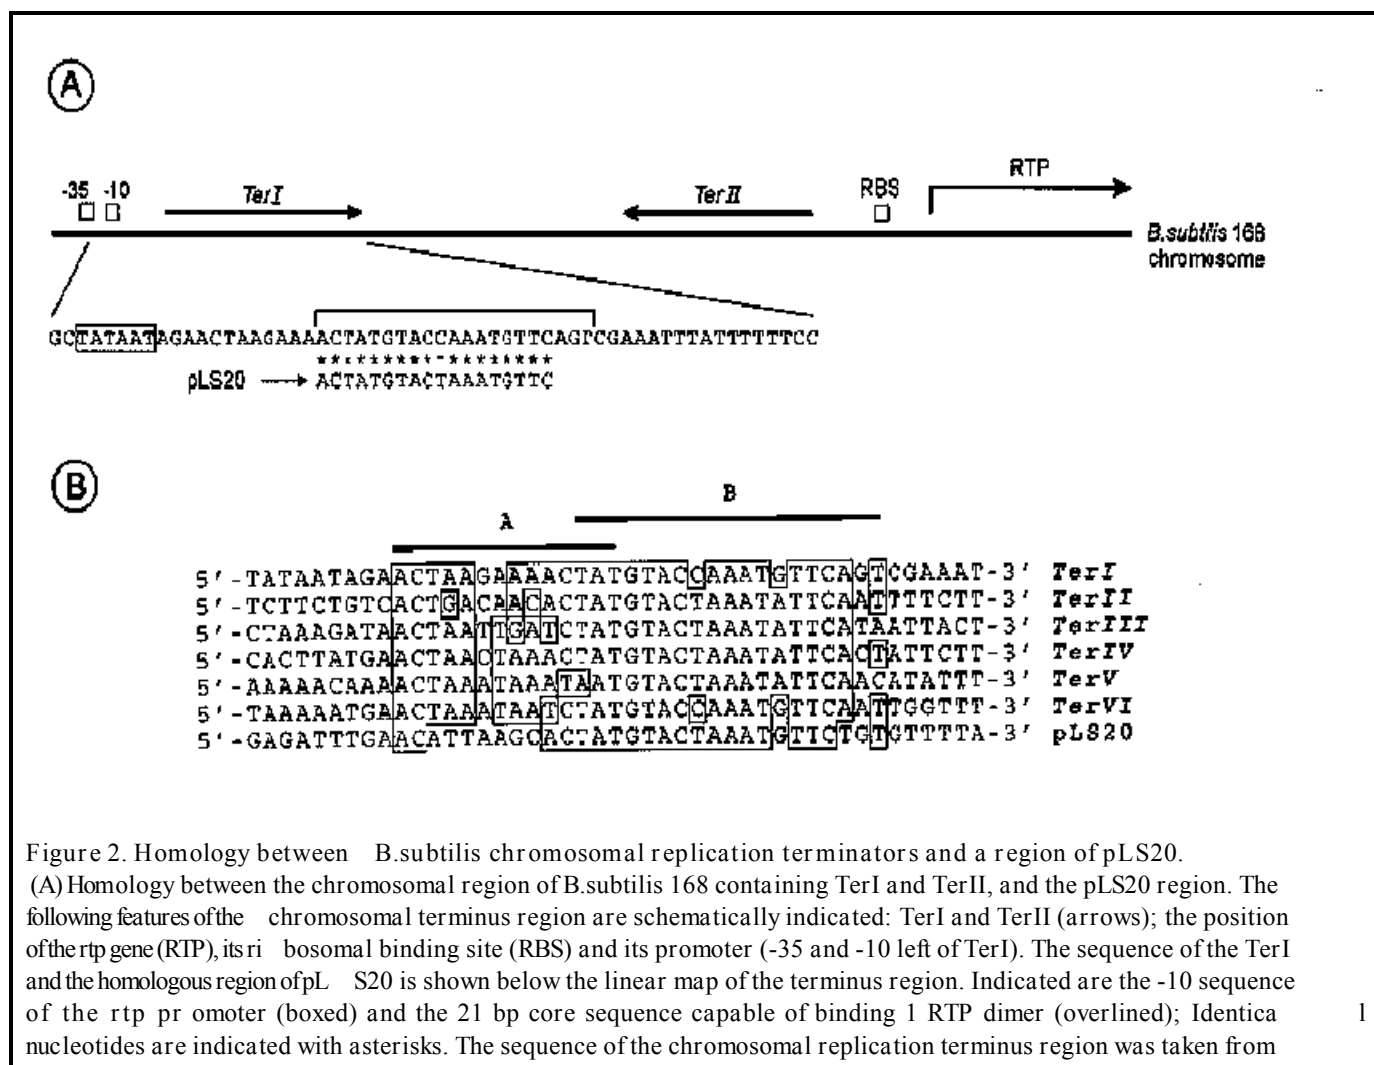 A
-35 -10
TerI
TerII
RBS
RTP
B.subtilis 168
chromosome
GCTATAATAGAACTAAGAAAACTATGTACCAAATGTTCAGTCGAAATTTATTTTTTCC
********* ********
pLS20 → ACTATGTACTAAATGTTC
B
B
A
5'-TATAATAGAACTAAGAAAACTATGTACCAAATGTTCAGTCGAAAT-3' TerI
5'-TCTTCTGTCACTGACAACACTATGTACTAAATATTCAATTTTCTT-3' TerII
5'-CTAAAGATAACTAATTGATCTATGTACTAAATATTCATAATTACT-3' TerIII
5'-CACTTATGAACTAACTAAACTATGTACTAAATATTCACTATTCTT-3' TerIV
5'-AAAAACAAAACTAAATAAATAATGTACTAAATATTCAACATATTT-3' TerV
5'-TAAAAATGAACTAAATAATCTATGTACCAAATGTTCAATTGGTTT-3' TerVI
5'-GAGATTTGAACATTAAGCACTATGTACTAAATGTTCTGTGTTTTA-3' pLS20
Figure 2. Homology between B.subtilis chromosomal replication terminators and a region of pLS20.
(A) Homology between the chromosomal region of B.subtilis 168 containing TerI and TerII, and the pLS20 region. The
following features of the chromosomal terminus region are schematically indicated: TerI and TerII (arrows); the position
of the rtp gene (RTP), its ri bosomal binding site (RBS) and its promoter (-35 and -10 left of TerI). The sequence of the TerI
and the homologous region of pL S20 is shown below the linear map of the terminus region. Indicated are the -10 sequence
of the rtp pr omoter (boxed) and the 21 bp core sequence capable of binding 1 RTP dimer (overlined); Identica l
nucleotides are indicated with asterisks. The sequence of the chromosomal replication terminus region was taken from